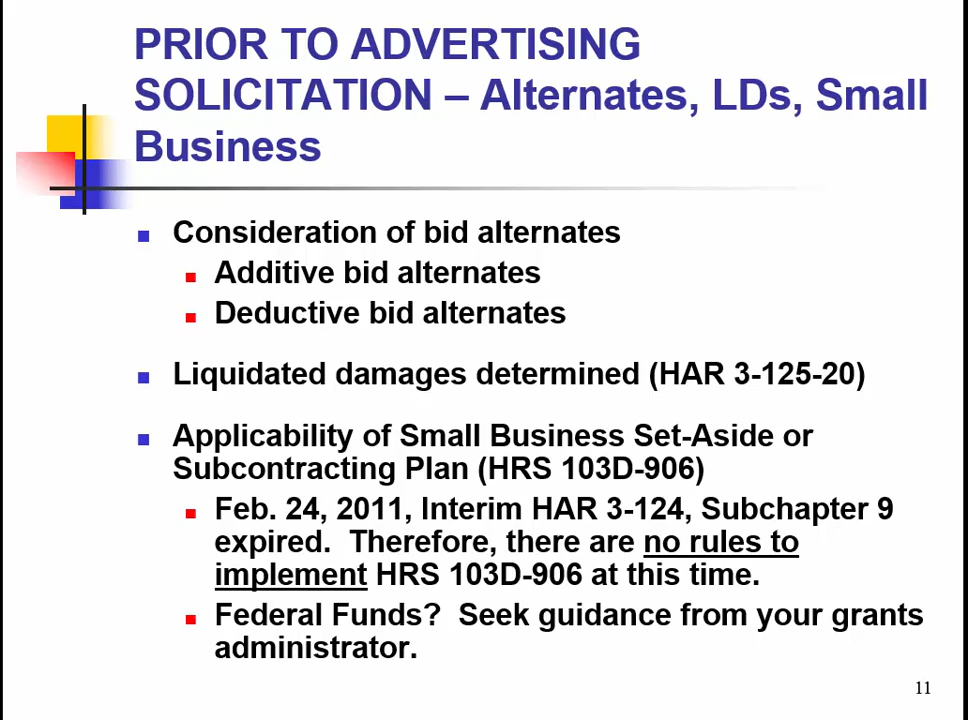 PRIOR TO ADVERTISING
SOLICITATION – Alternates, LDs, Small
Business
Consideration of bid alternates
Additive bid alternates
Deductive bid alternates
Liquidated damages determined (HAR 3-125-20)
Applicability of Small Business Set-Aside or
Subcontracting Plan (HRS 103D-906)
Feb. 24, 2011, Interim HAR 3-124, Subchapter 9
expired.  Therefore, there are no rules to
implement HRS 103D-906 at this time.
Federal Funds?  Seek guidance from your grants
administrator.
11